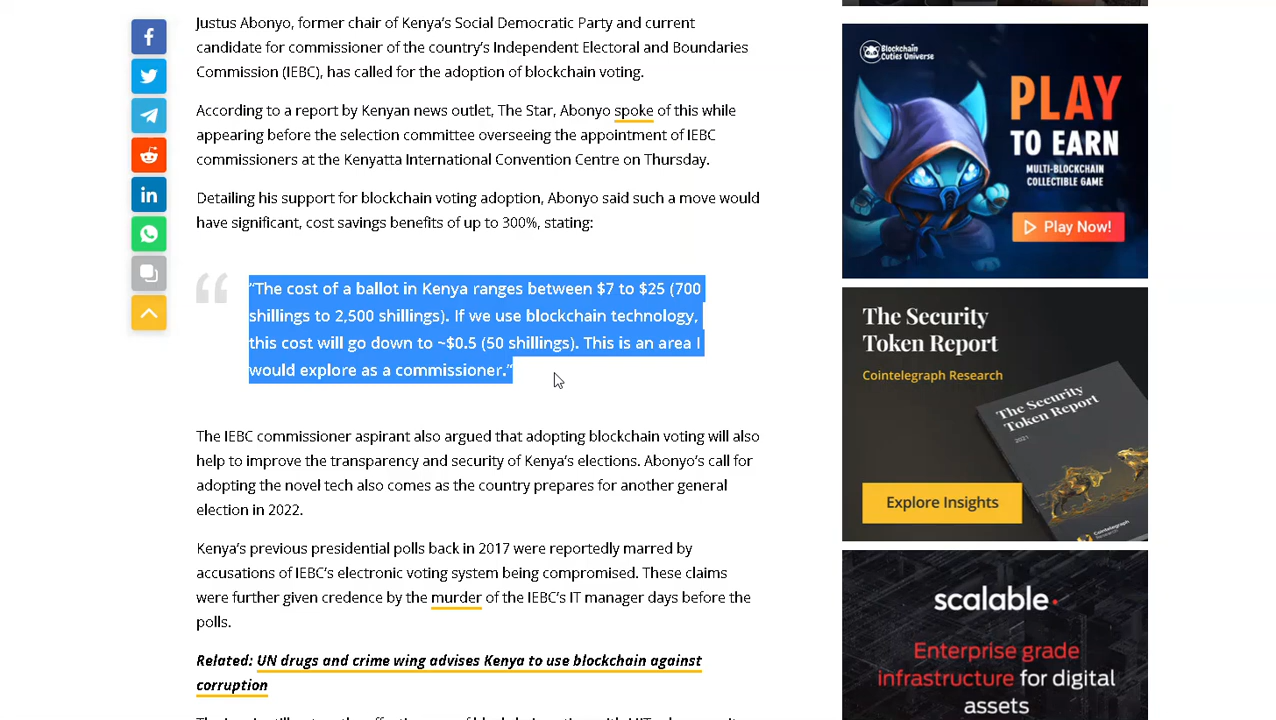 Justus Abonyo, former chair of Kenya's Social Democratic Party and current
candidate for commissioner of the country's Independent Electoral and Boundaries
Commission (IEBC), has called for the adoption of blockchain voting.
According to a report by Kenyan news outlet, The Star, Abonyo spoke of this while
appearing before the selection committee overseeing the appointment of IEBC
commissioners at the Kenyatta International Convention Centre on Thursday.
Detailing his support for blockchain voting adoption, Abonyo said such a move would
have significant, cost savings benefits of up to 300%, stating:
“The cost of a ballot in Kenya ranges between $7 to $25 (700
shillings to 2,500 shillings). If we use blockchain technology,
this cost will go down to ~$0.5 (50 shillings). This is an area I
would explore as a commissioner.”
The IEBC commissioner aspirant also argued that adopting blockchain voting will also
help to improve the transparency and security of Kenya's elections. Abonyo's call for
adopting the novel tech also comes as the country prepares for another general
election in 2022.
Kenya's previous presidential polls back in 2017 were reportedly marred by
accusations of IEBC's electronic voting system being compromised. These claims
were further given credence by the murder of the IEBC's IT manager days before the
polls.
Related: UN drugs and crime wing advises Kenya to use blockchain against
corruption
Blockchain
Cuties Universe
PLAY
TO EARN
MULTI-BLOCKCHAIN
COLLECTIBLE GAME
Play Now!
The Security
Token Report
Cointelegraph Research
The Security
Token Report
2021
Explore Insights
scalable
Enterprise grade
infrastructure for digital
assets